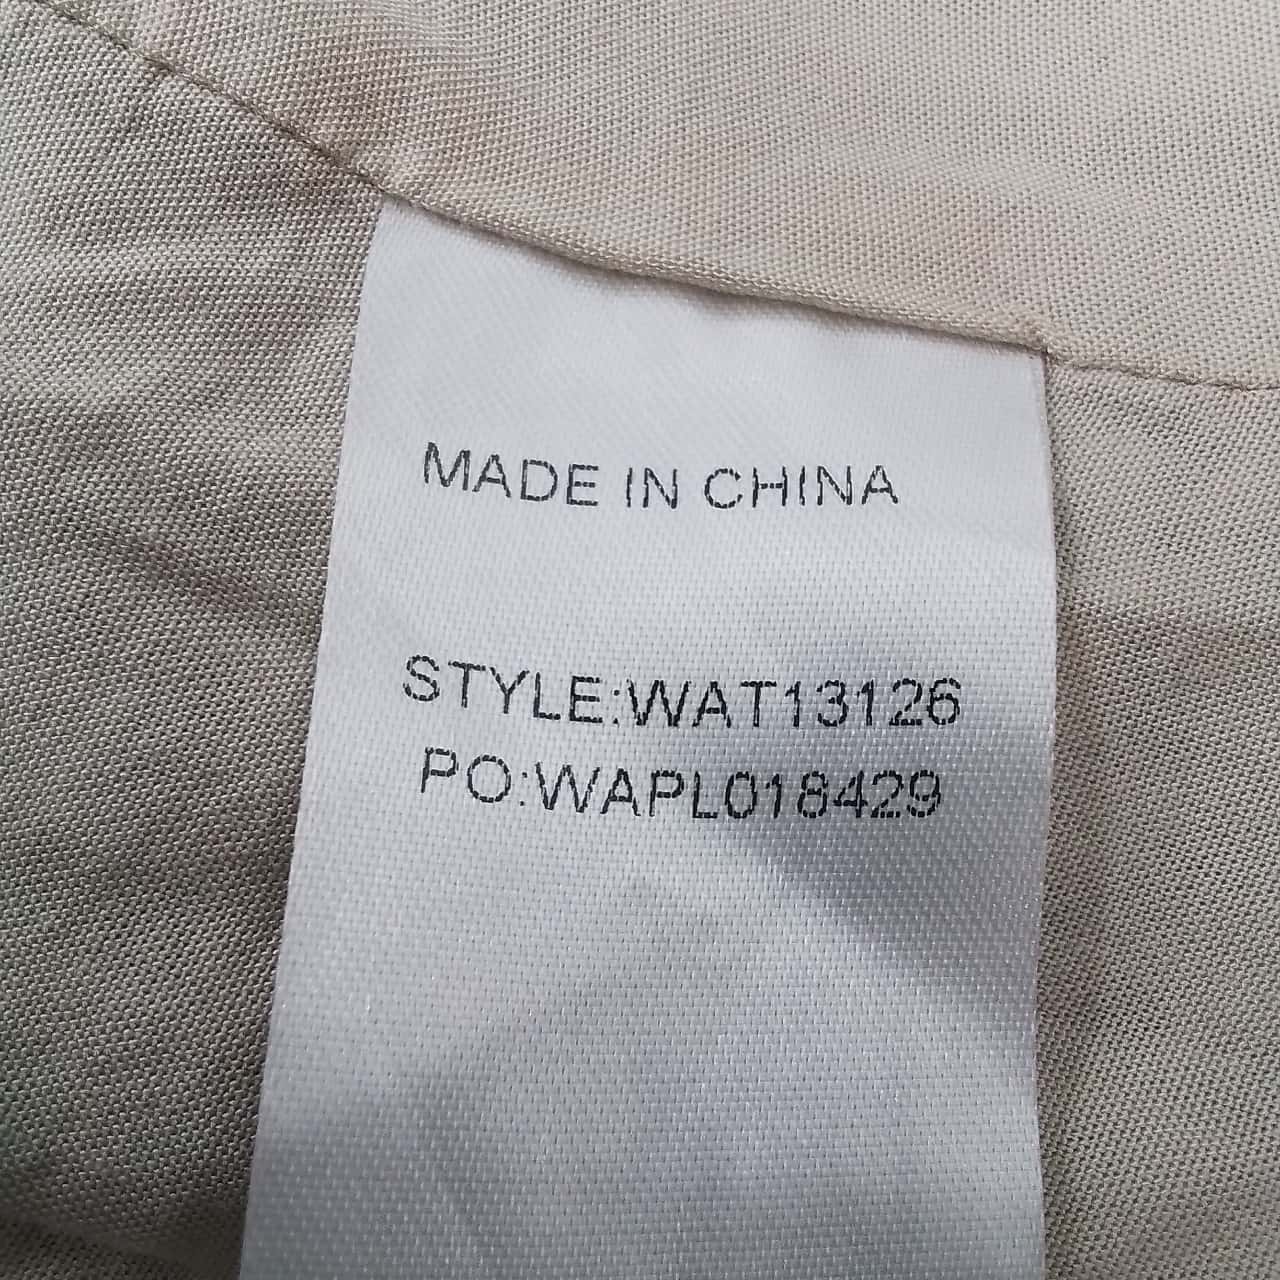 MADE IN CHINA
STYLE:WAT13126
PO:WAPL018429